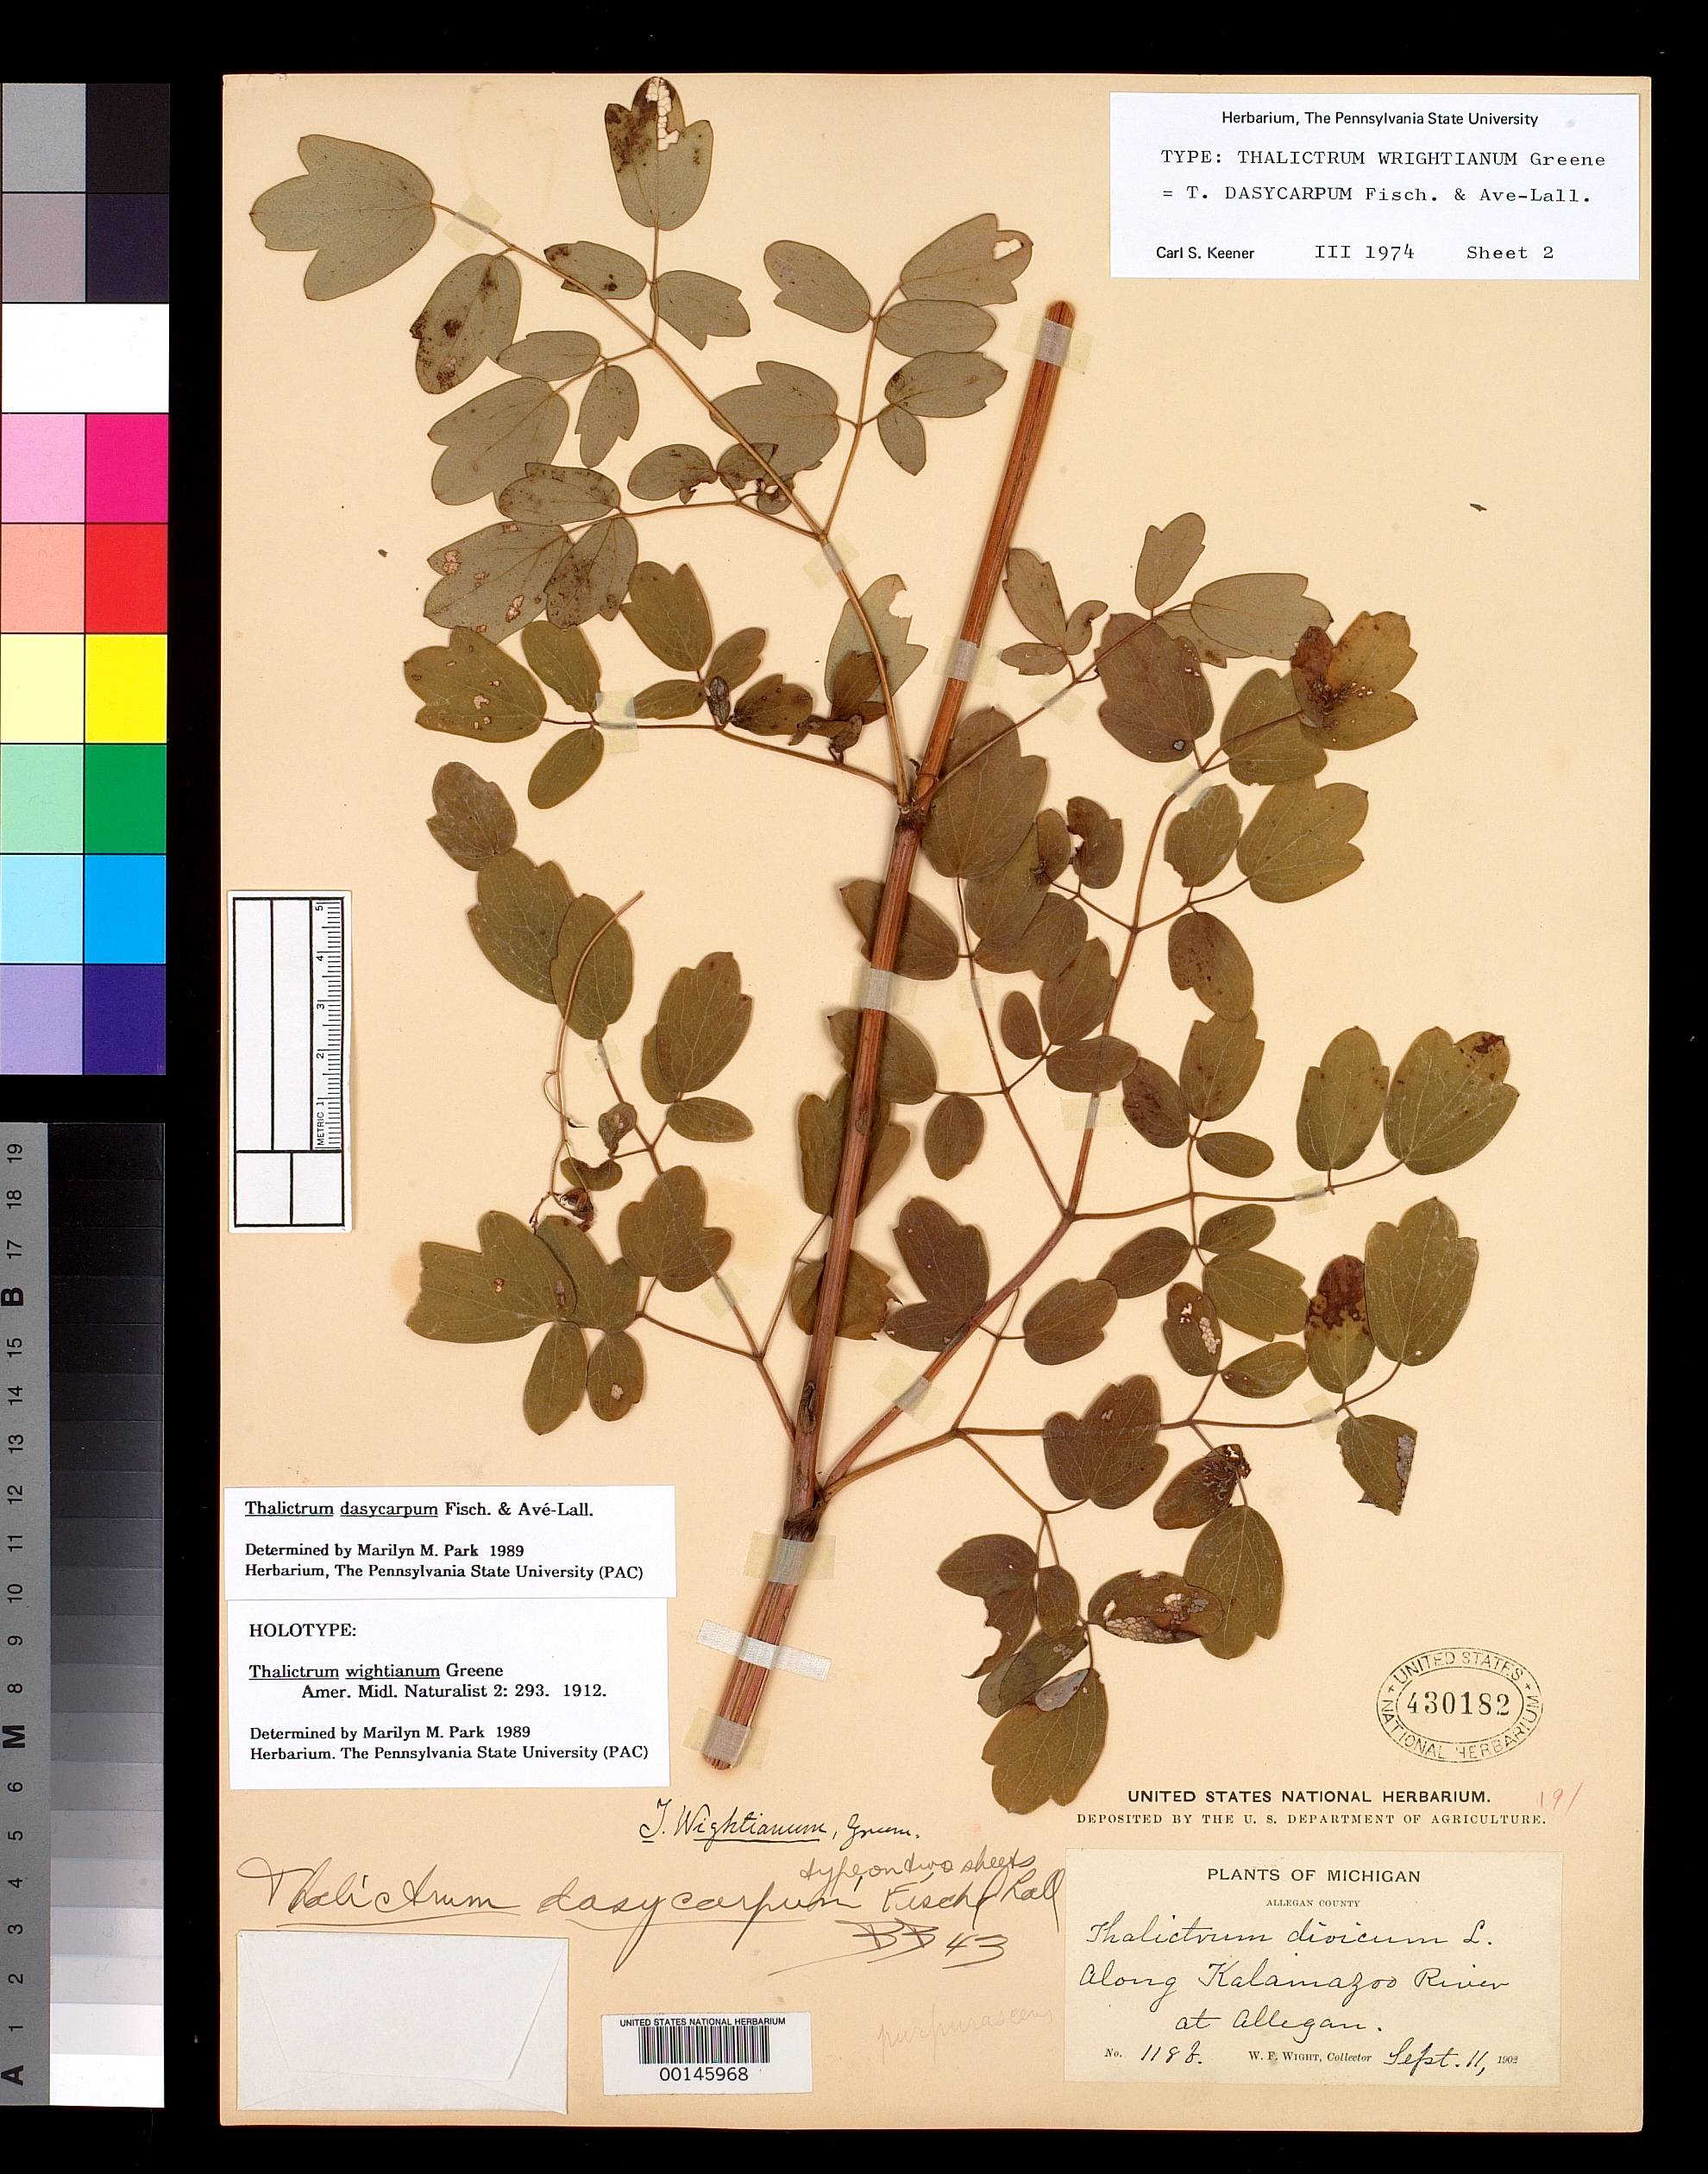 Herbarium, The Pennsylvania State University
TYPE: THALICTRUM WRIGHTIANUM Greene
= T. DASYCARPUM Fisch. & Ave-Lall.
Carl S. Keener III 1974 Sheet 2
METRIC 1 2 3 4 5
19
18
17
B
16
15
14
13
12
11
10
9
8
M
7
6
5
4
3
2
1
A
Thalictrum dasycarpum Fisch. & Avé-Lall.
Determined by Marilyn M. Park 1989
Herbarium, The Pennsylvania State University (PAC)
HOLOTYPE:
Thalictrum wightianum Greene
Amer. Midl. Naturalist 2: 293. 1912.
Determined by Marilyn M. Park 1989
Herbarium. The Pennsylvania State University (PAC)
UNITED STATES
430182
NATIONAL HERBARIUM
UNITED STATES NATIONAL HERBARIUM. 191
DEPOSITED BY THE U. S. DEPARTMENT OF AGRICULTURE.
T. Wightianum, Greene.
type, on two sheets
Thalictrum dasycarpum Fisch & Lall
BB 43
purpurascens
PLANTS OF MICHIGAN
ALLEGAN COUNTY
Thalictrum divicum L.
Along Kalamazoo River
at Allegan.
No. 118 W. F. WIGHT, Collector Sept. 11, 1902
UNITED STATES NATIONAL HERBARIUM
00145968